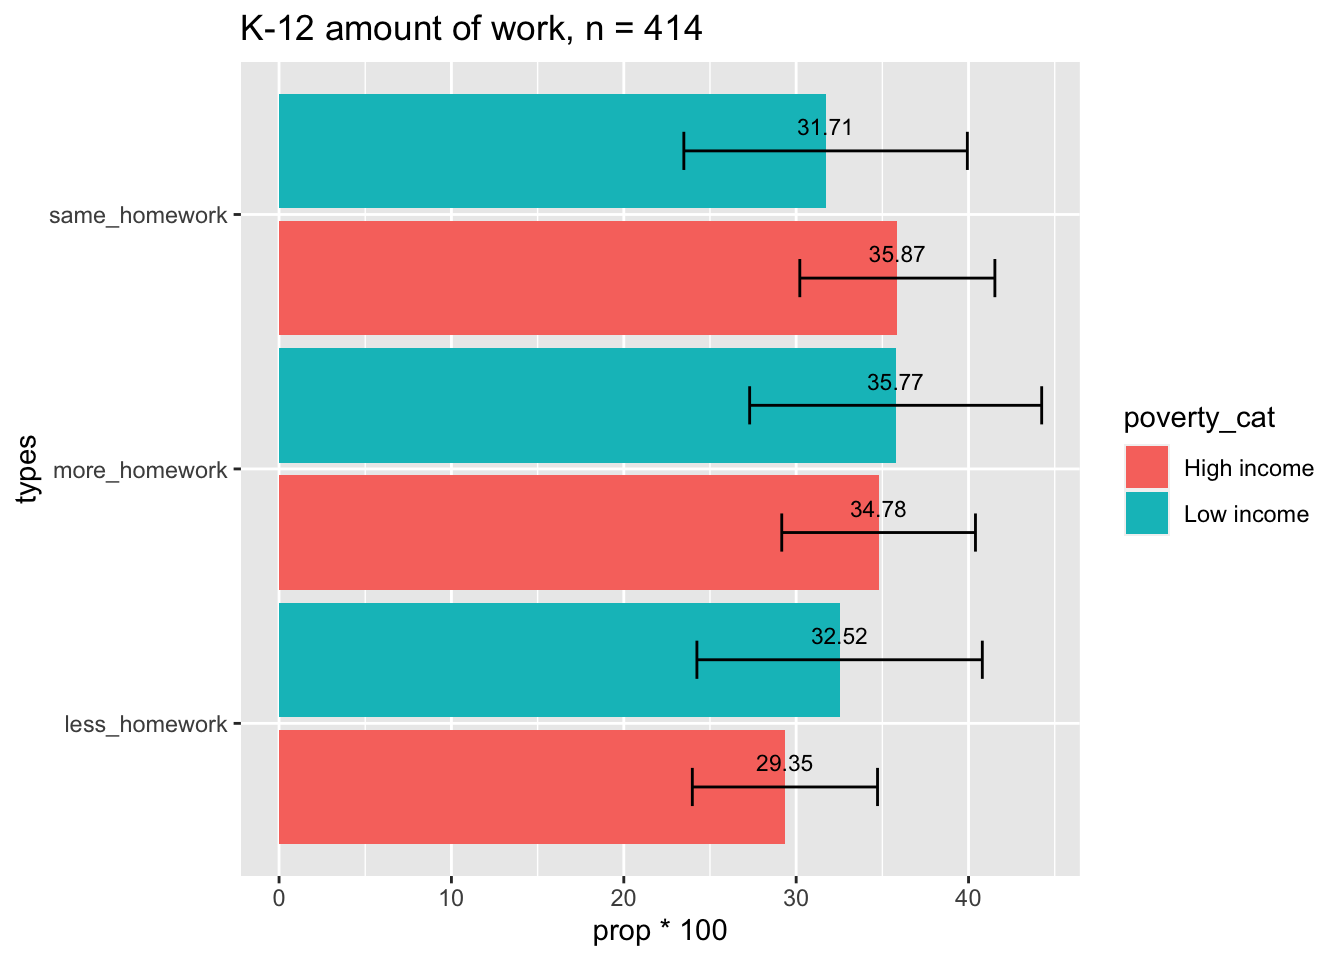 K-12 amount of work, n = 414
31.71
same_homework
35.87
35.77
types
more_homework
34.78
32.52
less_homework
29.35
0 10 20 30 40
prop * 100
poverty_cat
High income
Low income